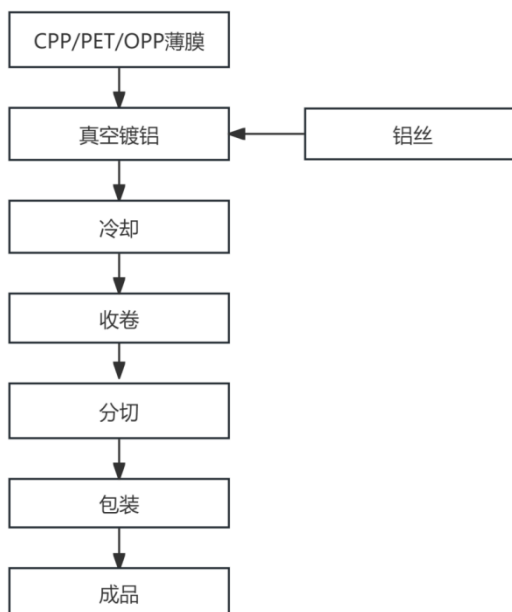 CPP/PET/OPP薄膜
真空镀铝
铝丝
冷却
收卷
分切
包装
成品